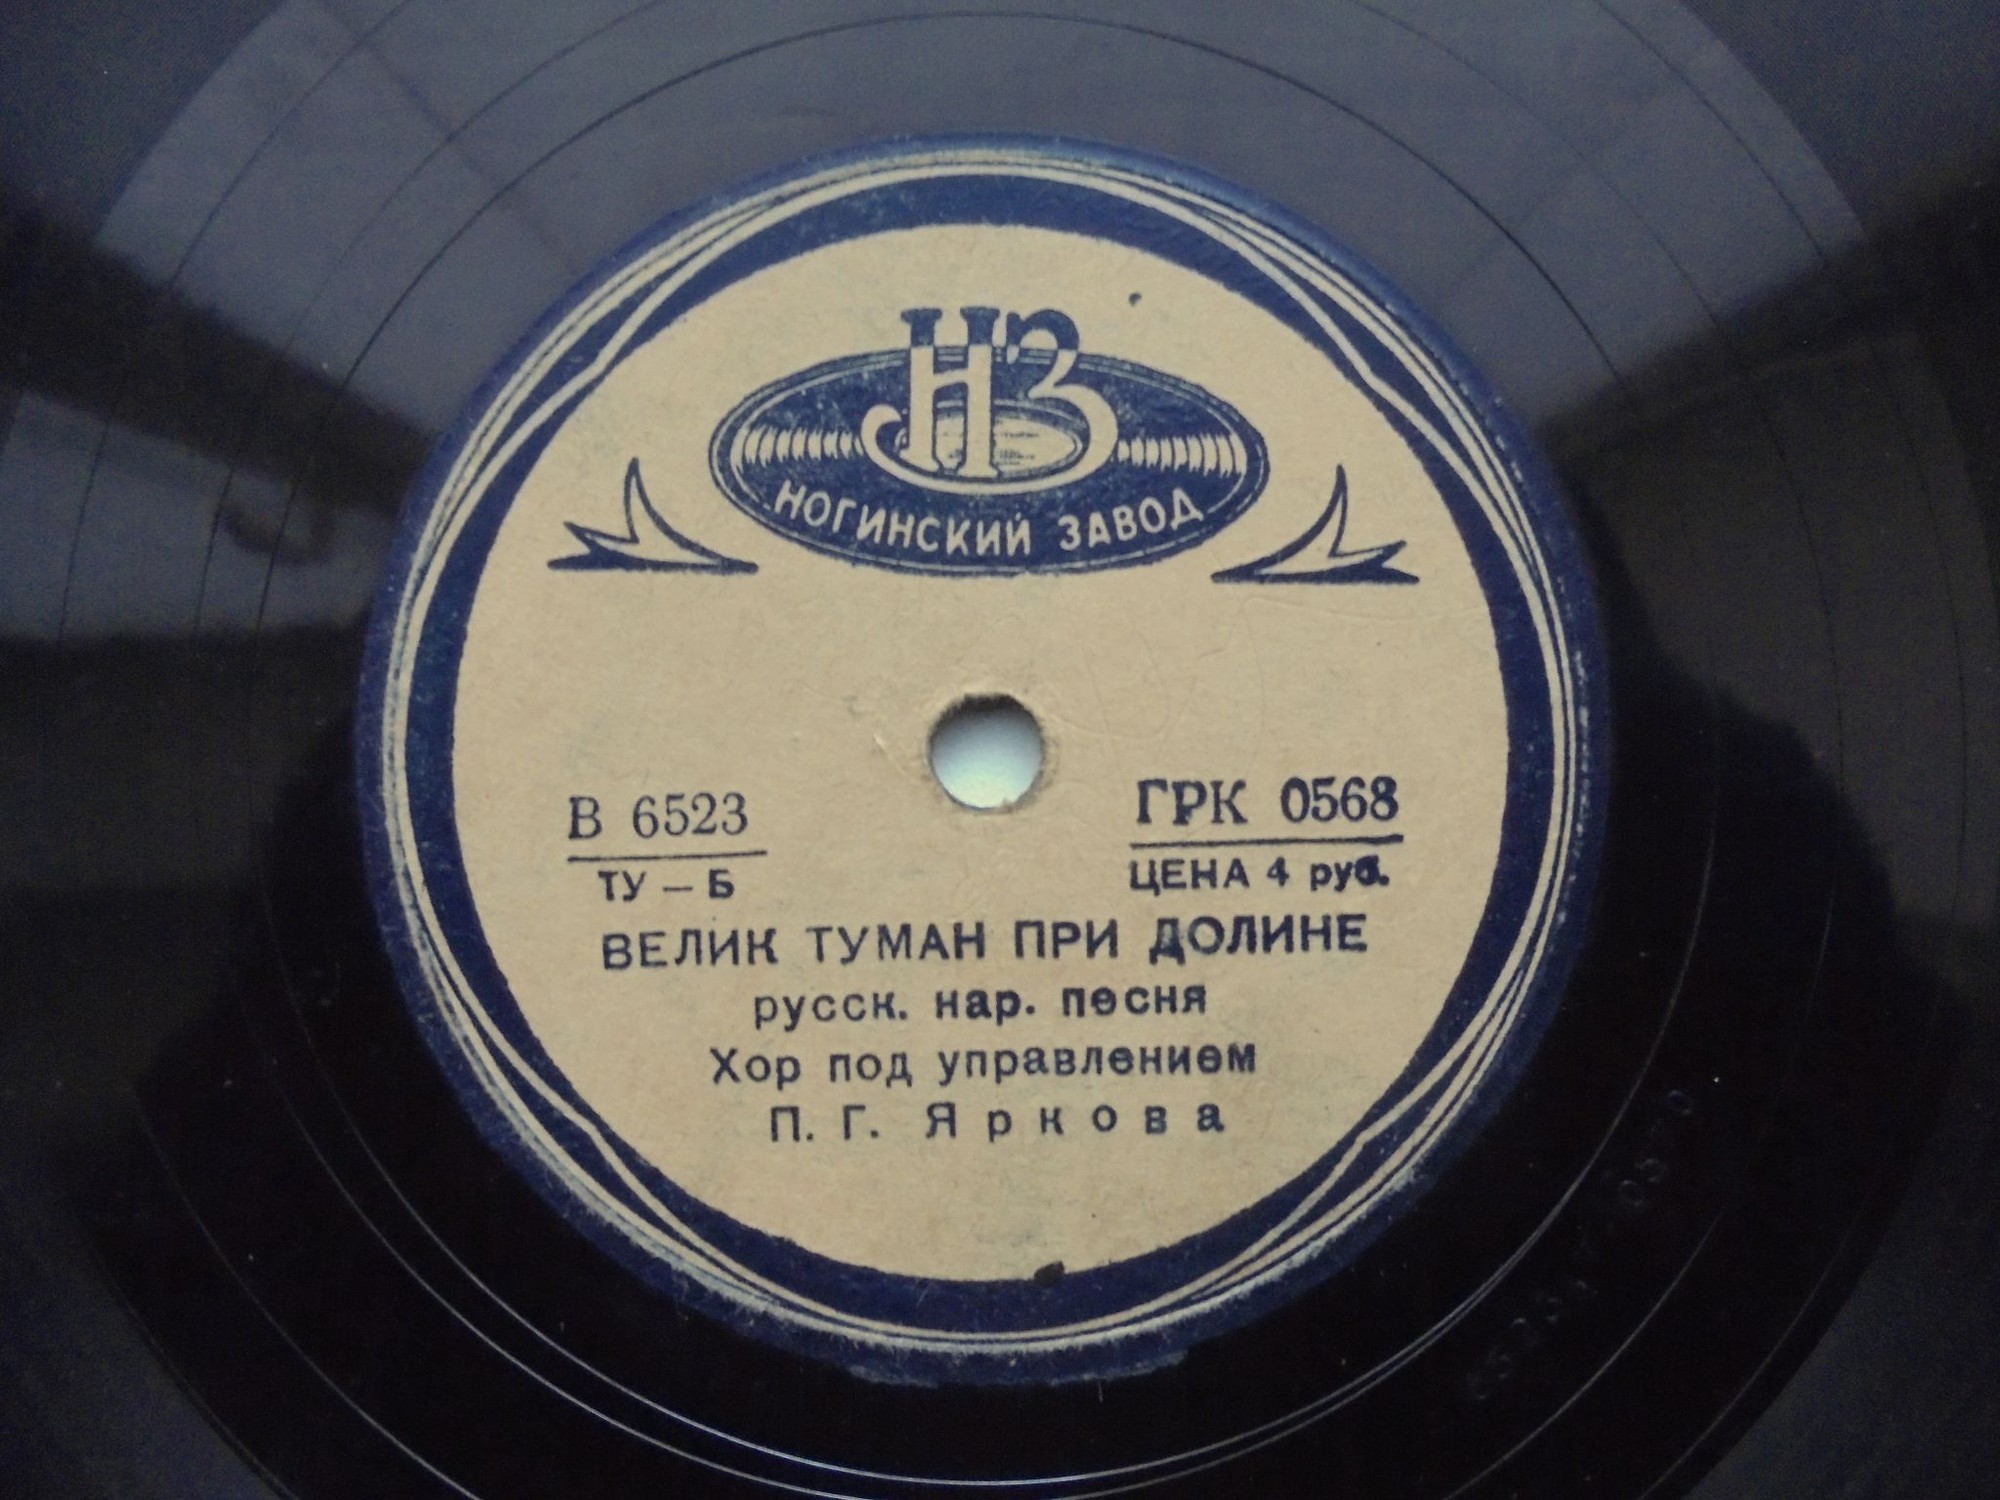 НЗ
НОГИНСКИЙ ЗАВОД
В 6523
ТУ – Б
ГРК 0568
ЦЕНА 4 руб.
ВЕЛИК ТУМАН ПРИ ДОЛИНЕ
русск. нар. песня
Хор под управлением
П. Г. Яркова